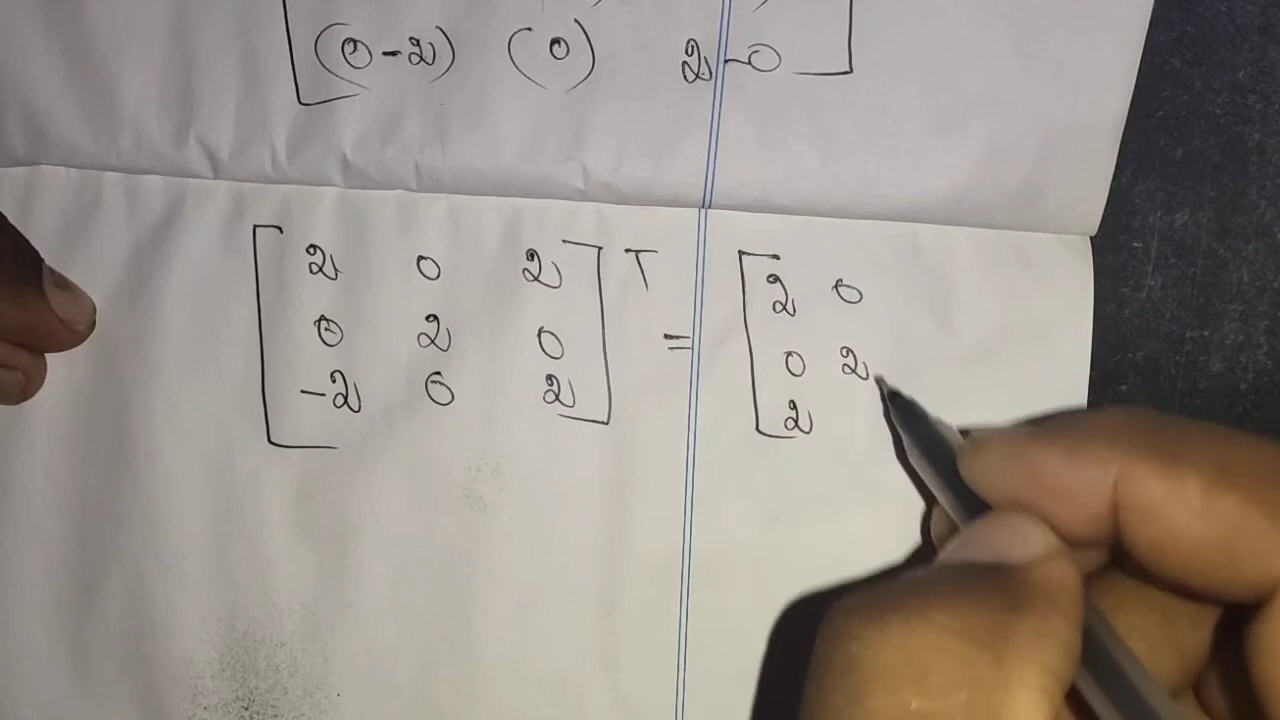 (0-2) (0) 2-0
[2 0 2]T = [2 0
0 2 0 0 2
-2 0 2 2